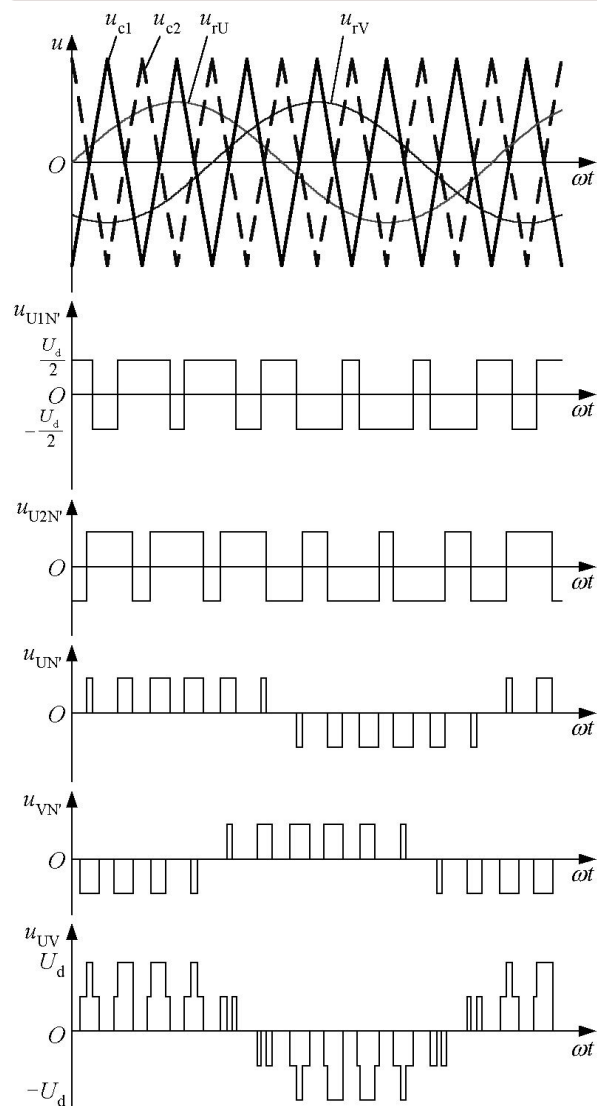 u u_c1 u_c2 u_rU u_rV
O ωt
u_U1N′
U_d/2
O ωt
-U_d/2
u_U2N′
O ωt
u_UN′
O ωt
u_VN′
O ωt
u_UV
U_d
O ωt
-U_d